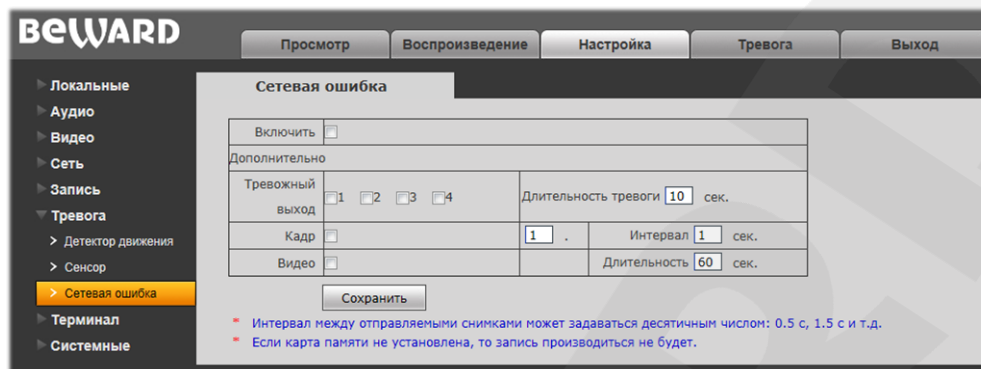 BEWARD
Просмотр Воспроизведение Настройка Тревога Выход
Локальные
Аудио
Видео
Сеть
Запись
Тревога
> Детектор движения
> Сенсор
> Сетевая ошибка
Терминал
Системные
Сетевая ошибка
Включить
Дополнительно
Тревожный выход 1 2 3 4 Длительность тревоги 10 сек.
Кадр 1 . Интервал 1 сек.
Видео Длительность 60 сек.
Сохранить
* Интервал между отправляемыми снимками может задаваться десятичным числом: 0.5 с, 1.5 с и т.д.
* Если карта памяти не установлена, то запись производиться не будет.